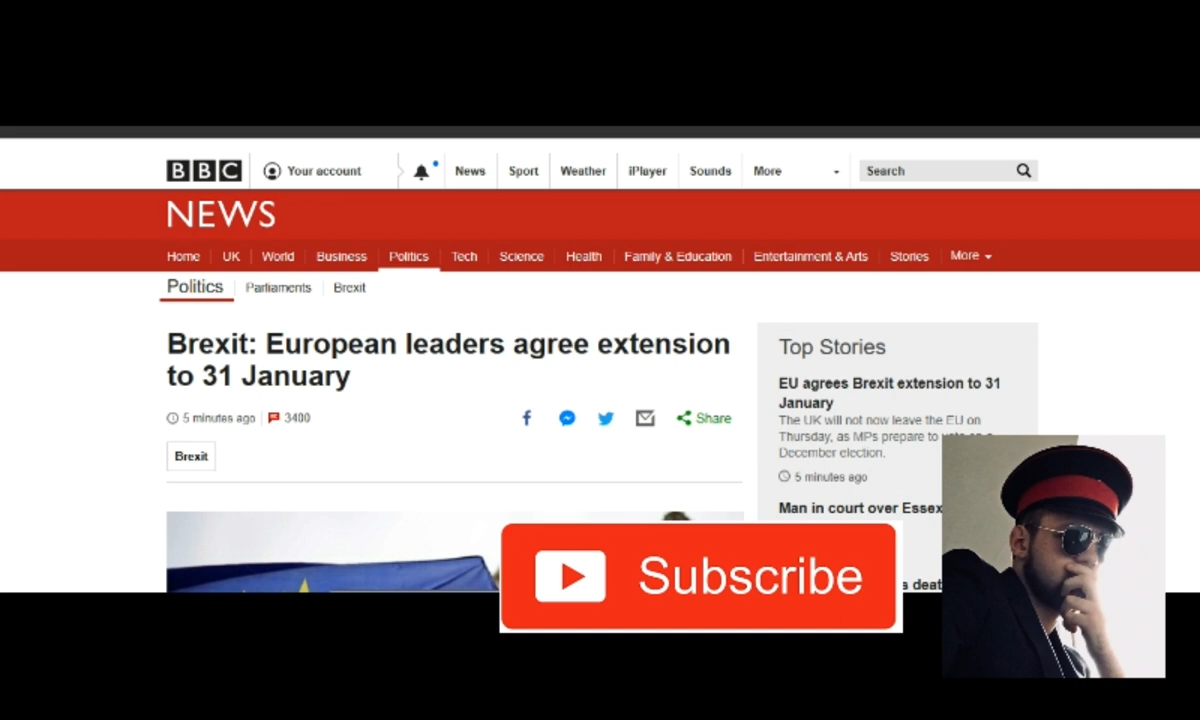 BBC Your account News Sport Weather iPlayer Sounds More Search
NEWS
Home UK World Business Politics Tech Science Health Family & Education Entertainment & Arts Stories More
Politics Parliaments Brexit
Brexit: European leaders agree extension
to 31 January
5 minutes ago 3400 Share
Brexit
Top Stories
EU agrees Brexit extension to 31
January
The UK will not now leave the EU on
Thursday, as MPs prepare to vote on a
December election.
5 minutes ago
Man in court over Essex
Subscribe